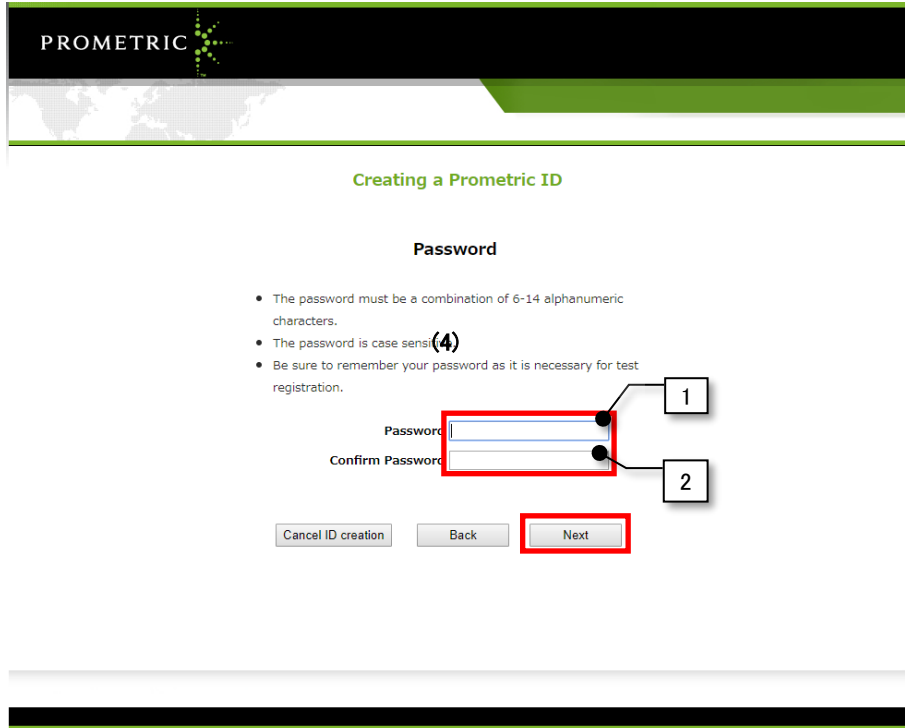 PROMETRIC
Creating a Prometric ID
Password
• The password must be a combination of 6-14 alphanumeric
characters.
• The password is case
(4)
• Be sure to remember your password as it is necessary for test
registration.
1
Password
Confirm Password
2
Cancel ID creation Back Next